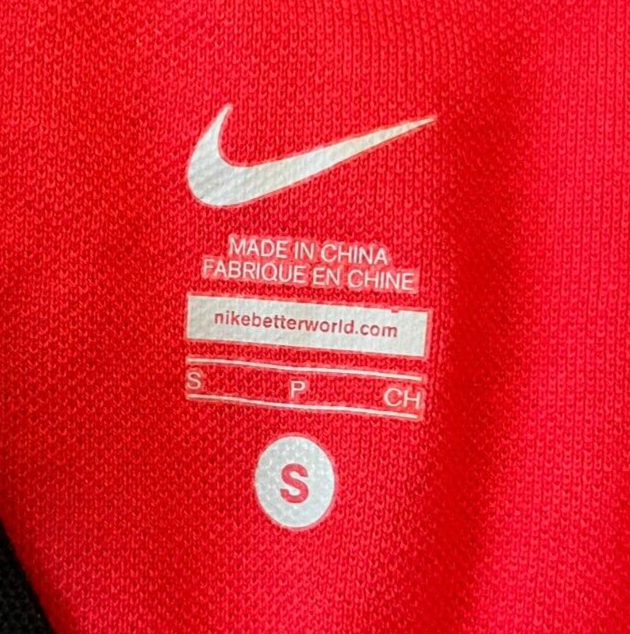 MADE IN CHINA
FABRIQUE EN CHINE
nikebetterworld.com
S P CH
S